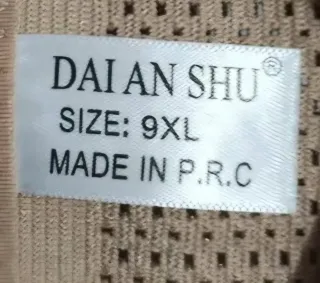 DAI AN SHU®
SIZE: 9XL
MADE IN P.R.C